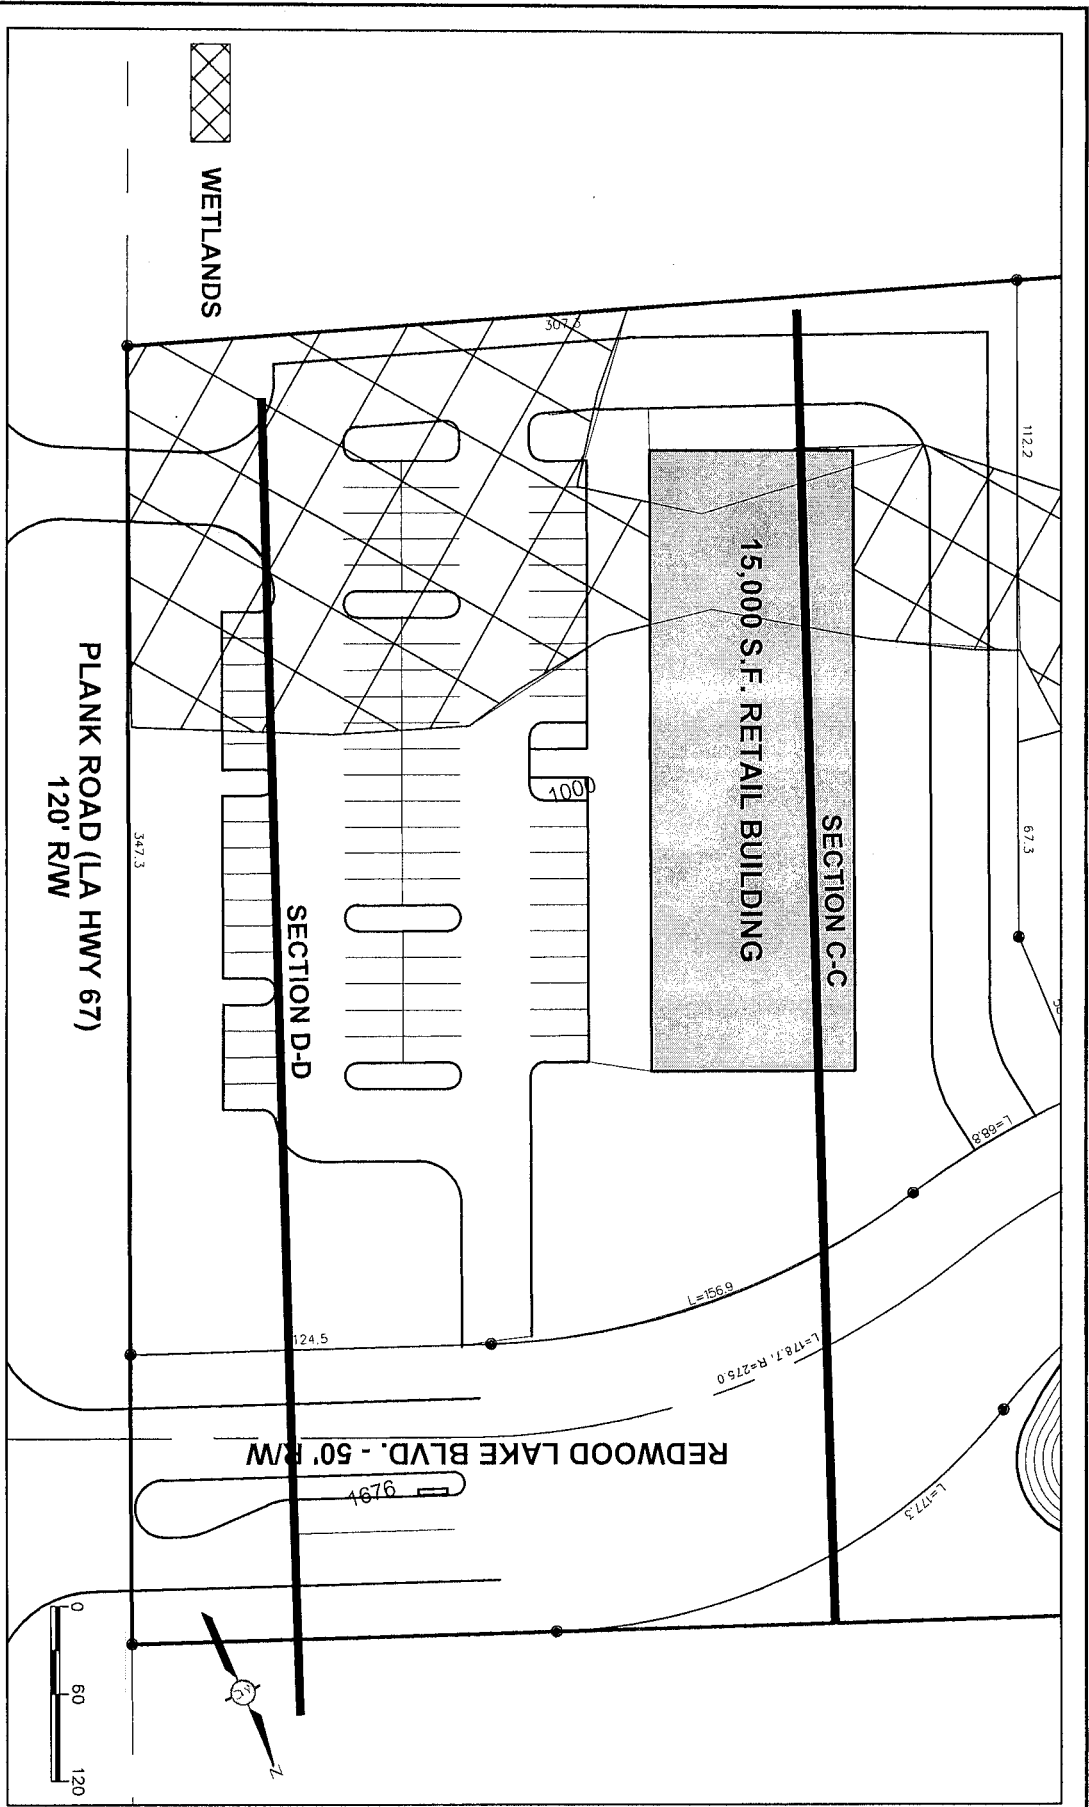 WETLANDS
307.3
112.2
15,000 S.F. RETAIL BUILDING
SECTION C-C
67.3
1000
SECTION D-D
347.3
PLANK ROAD (LA HWY 67)
120' R/W
L=68.8
L=156.9
124.5
L=178.7, R=275.0
REDWOOD LAKE BLVD. - 50' R/W
1676
L=177.3
0
60
120
N